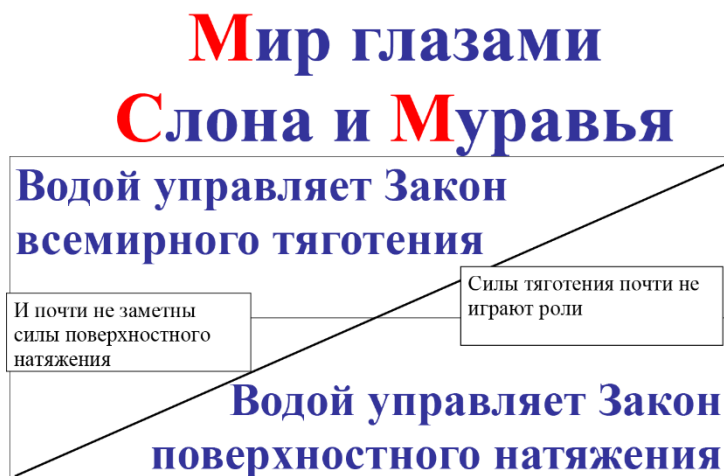 Мир глазами
Слона и Муравья
Водой управляет Закон
всемирного тяготения
Силы тяготения почти не
играют роли
И почти не заметны
силы поверхностного
натяжения
Водой управляет Закон
поверхностного натяжения